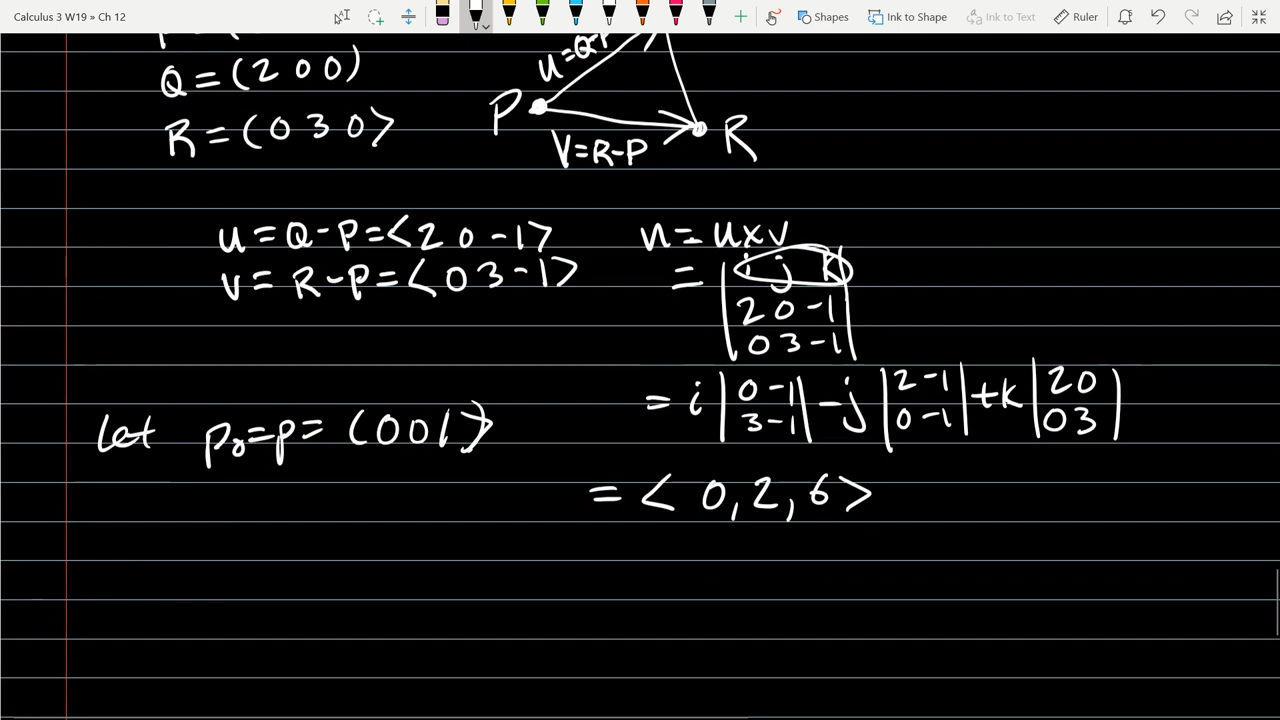 Calculus 3 W19 » Ch 12
Shapes
Ink to Shape
Ink to Text
Ruler
Q = (2 0 0)
R = (0 3 0>
u=Q-P
P
R
V=R-P
u = Q-P=<2 0 -1>
v = R-P=<0 3 -1>
n = u x v
= | i j k |
| 2 0 -1 |
| 0 3 -1 |
= i | 0 -1 | - j | 2 -1 | + k | 2 0 |
| 3 -1 | | 0 -1 | | 0 3 |
let p₀=p= (0 0 1>
= < 0, 2, 6 >